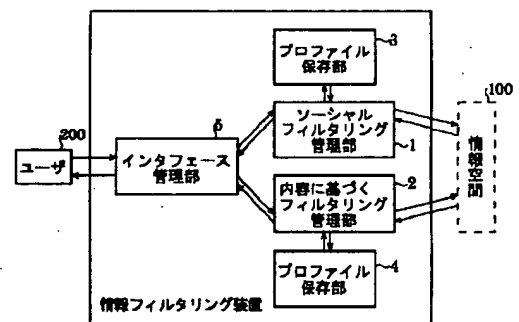 プロファイル
保存部
3
ソーシャル
フィルタリング
管理部
1
100
情報空間
200
ユーザ
5
インタフェース
管理部
内容に基づく
フィルタリング
管理部
2
プロファイル
保存部
4
情報フィルタリング装置